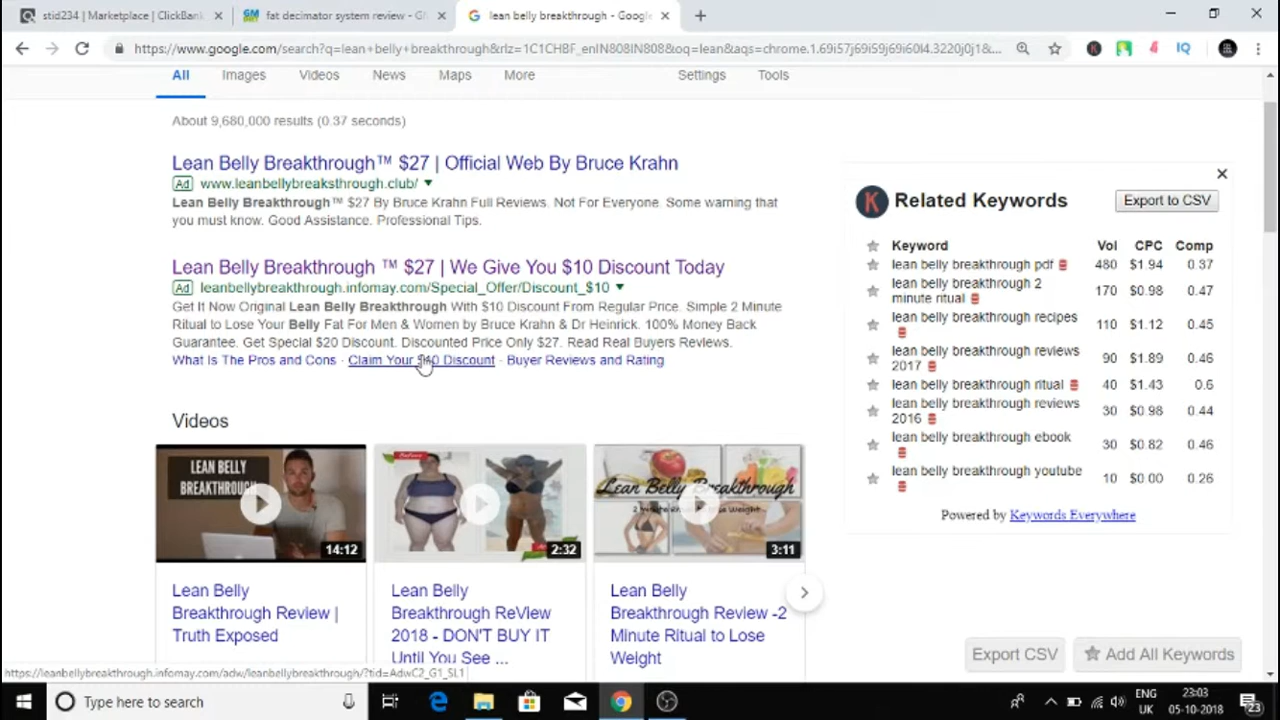 stid234 | Marketplace | ClickBank
fat decimator system review - G
lean belly breakthrough - Google
https://www.google.com/search?q=lean+belly+breakthrough&rlz=1C1CHBF_enIN808IN808&oq=lean&aqs=chrome.1.69i57j69i59j69i60l4.3220j0j1&...
All Images Videos News Maps More Settings Tools
About 9,680,000 results (0.37 seconds)
Lean Belly Breakthrough™ $27 | Official Web By Bruce Krahn
Ad www.leanbellybreaksthrough.club/
Lean Belly Breakthrough™ $27 By Bruce Krahn Full Reviews. Not For Everyone. Some warning that
you must know. Good Assistance. Professional Tips.
Lean Belly Breakthrough ™ $27 | We Give You $10 Discount Today
Ad leanbellybreakthrough.infomay.com/Special_Offer/Discount_$10
Get It Now Original Lean Belly Breakthrough With $10 Discount From Regular Price. Simple 2 Minute
Ritual to Lose Your Belly Fat For Men & Women by Bruce Krahn & Dr Heinrick. 100% Money Back
Guarantee. Get Special $20 Discount. Discounted Price Only $27. Read Real Buyers Reviews.
What Is The Pros and Cons · Claim Your $10 Discount · Buyer Reviews and Rating
Videos
LEAN BELLY
BREAKTHROUGH
14:12
2:32
Lean Belly Breakthrough
3:11
Lean Belly
Breakthrough Review |
Truth Exposed
Lean Belly
Breakthrough ReView
2018 - DON'T BUY IT
Until You See ...
Lean Belly
Breakthrough Review -2
Minute Ritual to Lose
Weight
K Related Keywords Export to CSV
Keyword Vol CPC Comp
lean belly breakthrough pdf 480 $1.94 0.37
lean belly breakthrough 2
minute ritual 170 $0.98 0.47
lean belly breakthrough recipes 110 $1.12 0.45
lean belly breakthrough reviews
2017 90 $1.89 0.46
lean belly breakthrough ritual 40 $1.43 0.6
lean belly breakthrough reviews
2016 30 $0.98 0.44
lean belly breakthrough ebook 30 $0.82 0.46
lean belly breakthrough youtube 10 $0.00 0.26
Powered by Keywords Everywhere
Export CSV Add All Keywords
https://leanbellybreakthrough.infomay.com/adw/leanbellybreakthrough/?tid=AdwC2_G1_SL1
Type here to search
ENG
UK
23:03
05-10-2018
23